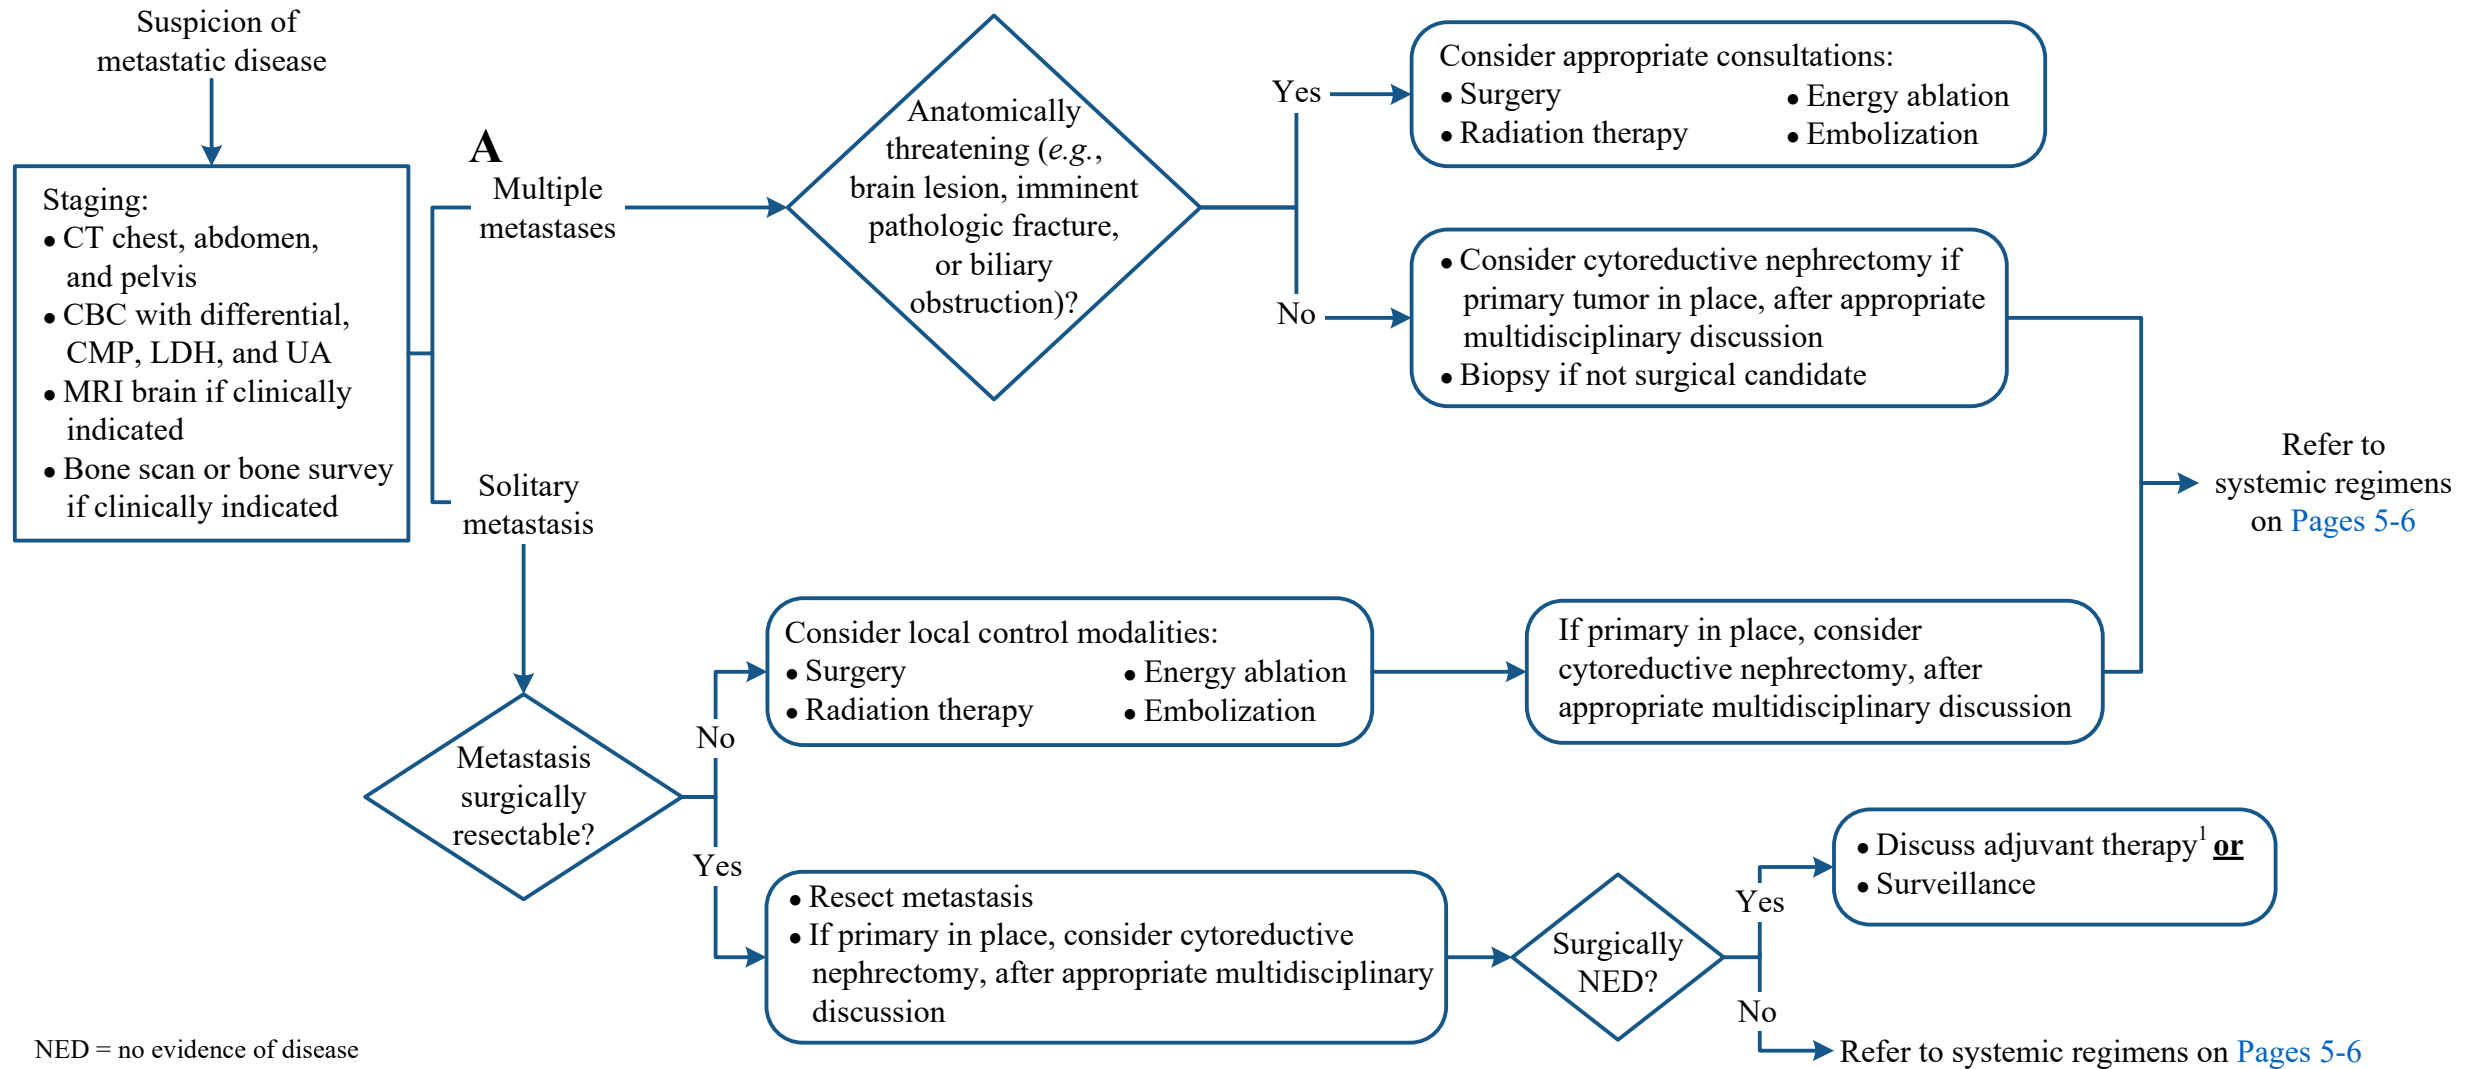 Suspicion of
metastatic disease
Staging:
• CT chest, abdomen,
and pelvis
• CBC with differential,
CMP, LDH, and UA
• MRI brain if clinically
indicated
• Bone scan or bone survey
if clinically indicated
A
Multiple
metastases
Anatomically
threatening (e.g.,
brain lesion, imminent
pathologic fracture,
or biliary
obstruction)?
Yes
Consider appropriate consultations:
• Surgery
• Radiation therapy
• Energy ablation
• Embolization
No
• Consider cytoreductive nephrectomy if
primary tumor in place, after appropriate
multidisciplinary discussion
• Biopsy if not surgical candidate
Refer to
systemic regimens
on Pages 5-6
Solitary
metastasis
Metastasis
surgically
resectable?
No
Consider local control modalities:
• Surgery
• Radiation therapy
• Energy ablation
• Embolization
If primary in place, consider
cytoreductive nephrectomy, after
appropriate multidisciplinary discussion
Yes
• Resect metastasis
• If primary in place, consider cytoreductive
nephrectomy, after appropriate multidisciplinary
discussion
Surgically
NED?
Yes
• Discuss adjuvant therapy1 or
• Surveillance
No
Refer to systemic regimens on Pages 5-6
NED = no evidence of disease